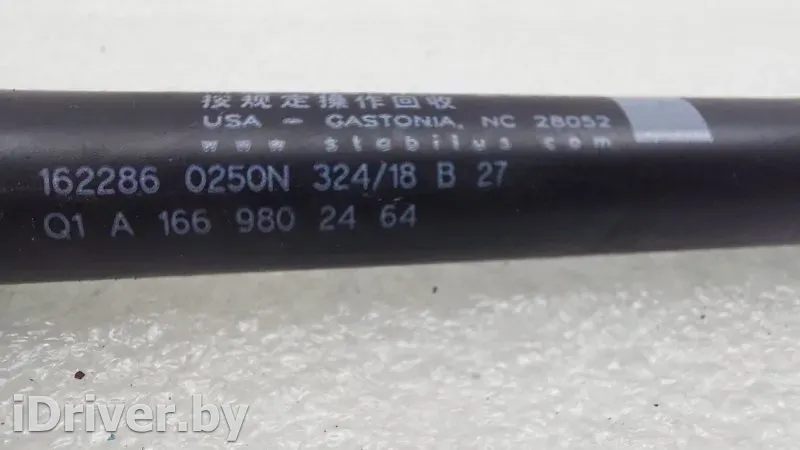 按规定操作回收
USA - GASTONIA, NC 28052
www.stabilus.com
162286 0250N 324/18 B 27
Q1 A 166 980 24 64
iDriver.by